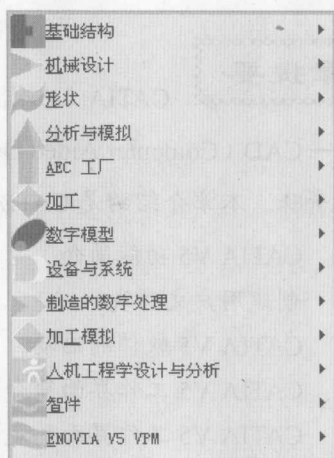 基础结构
机械设计
形状
分析与模拟
AEC 工厂
加工
数字模型
设备与系统
制造的数字处理
加工模拟
人机工程学设计与分析
智件
ENOVIA V5 VPM